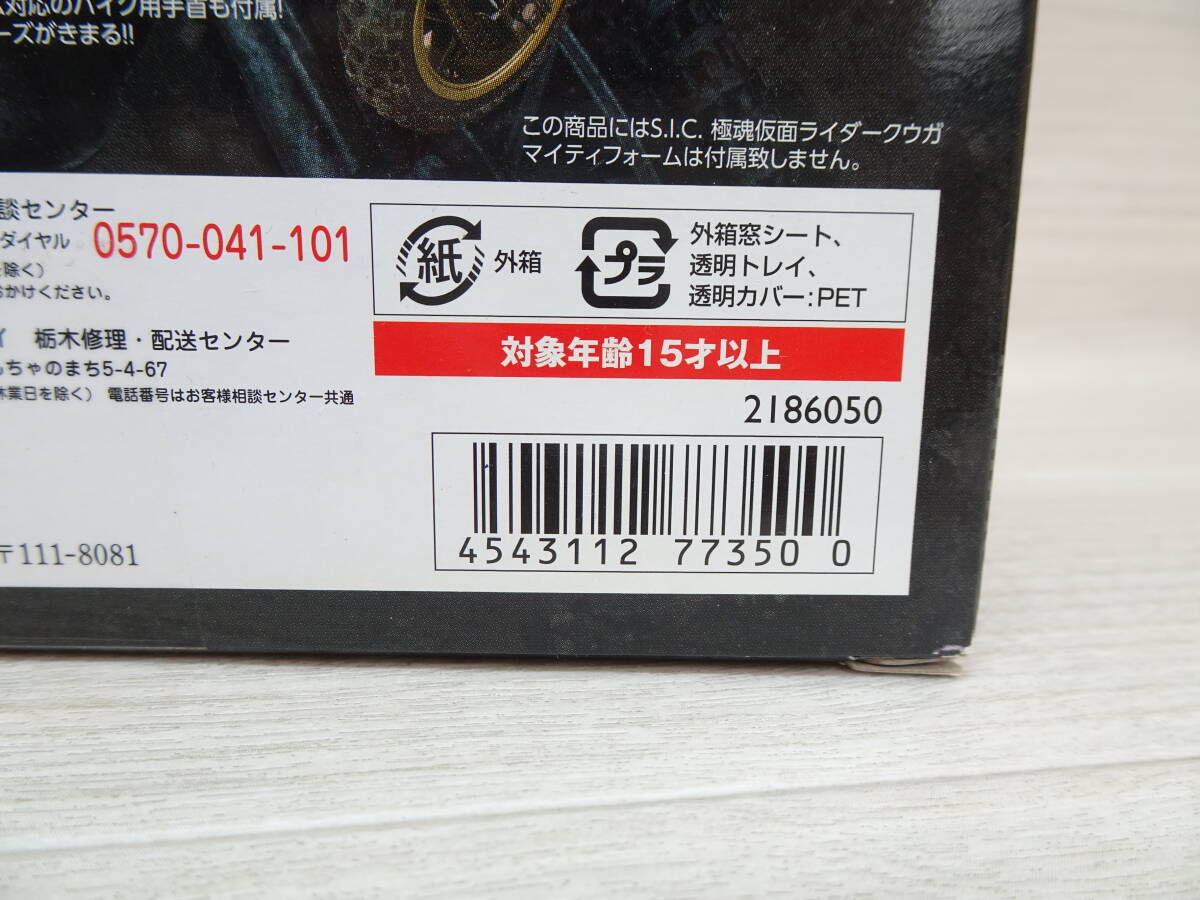 対応のバイク用手首も付属!
ーズがきまる!!
この商品にはS.I.C. 極魂仮面ライダークウガ
マイティフォームは付属致しません。
談センター
ダイヤル 0570-041-101
を除く)
おかけください。
栃木修理・配送センター
ちゃのまち5-4-67
休業日を除く) 電話番号はお客様相談センター共通
〒111-8081
紙 外箱
プラ 外箱窓シート、
透明トレイ、
透明カバー:PET
対象年齢15才以上
2186050
4543112 77350 0